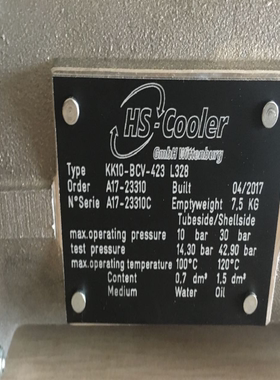 HS-Cooler
GmbH Wittenburg
Type KK10-BCV-423 L328
Order A17-23310 Built 04/2017
N°Serie A17-23310C Emptyweight 7,5 KG
Tubeside/Shellside
max.operating pressure 10 bar 30 bar
test pressure 14,30 bar 42,90 bar
max.operating temperature 100°C 120°C
Content 0,7 dm³ 1,5 dm³
Medium Water Oil